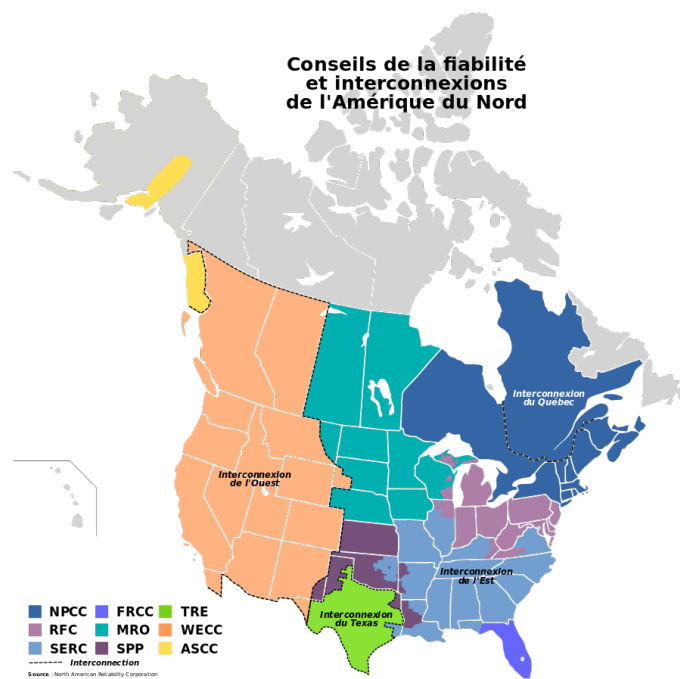 Conseils de la fiabilité
et interconnexions
de l'Amérique du Nord
Interconnexion
du Québec
Interconnexion
de l'Ouest
Interconnexion
de l'Est
Interconnexion
du Texas
NPCC FRCC TRE
RFC MRO WECC
SERC SPP ASCC
Interconnection
Source : North American Reliability Corporation